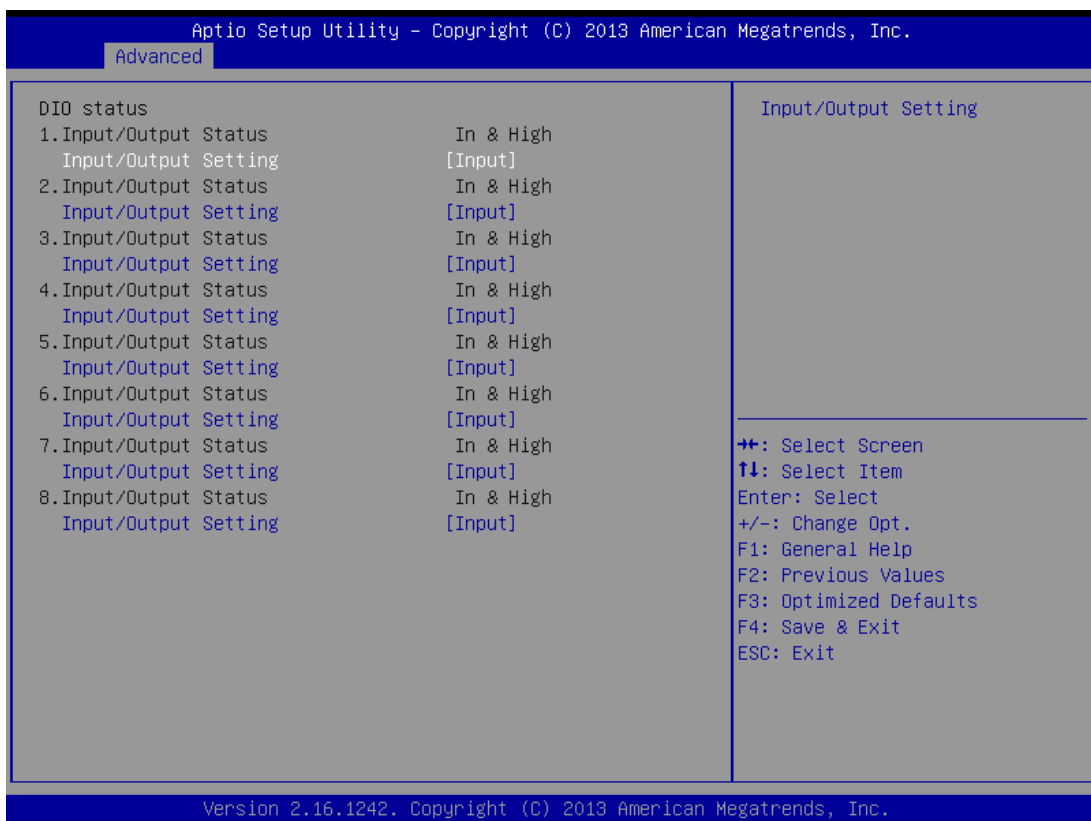 Aptio Setup Utility – Copyright (C) 2013 American Megatrends, Inc.
Advanced
DIO status
1.Input/Output Status In & High
Input/Output Setting [Input]
2.Input/Output Status In & High
Input/Output Setting [Input]
3.Input/Output Status In & High
Input/Output Setting [Input]
4.Input/Output Status In & High
Input/Output Setting [Input]
5.Input/Output Status In & High
Input/Output Setting [Input]
6.Input/Output Status In & High
Input/Output Setting [Input]
7.Input/Output Status In & High
Input/Output Setting [Input]
8.Input/Output Status In & High
Input/Output Setting [Input]
Input/Output Setting
→←: Select Screen
↑↓: Select Item
Enter: Select
+/-: Change Opt.
F1: General Help
F2: Previous Values
F3: Optimized Defaults
F4: Save & Exit
ESC: Exit
Version 2.16.1242. Copyright (C) 2013 American Megatrends, Inc.